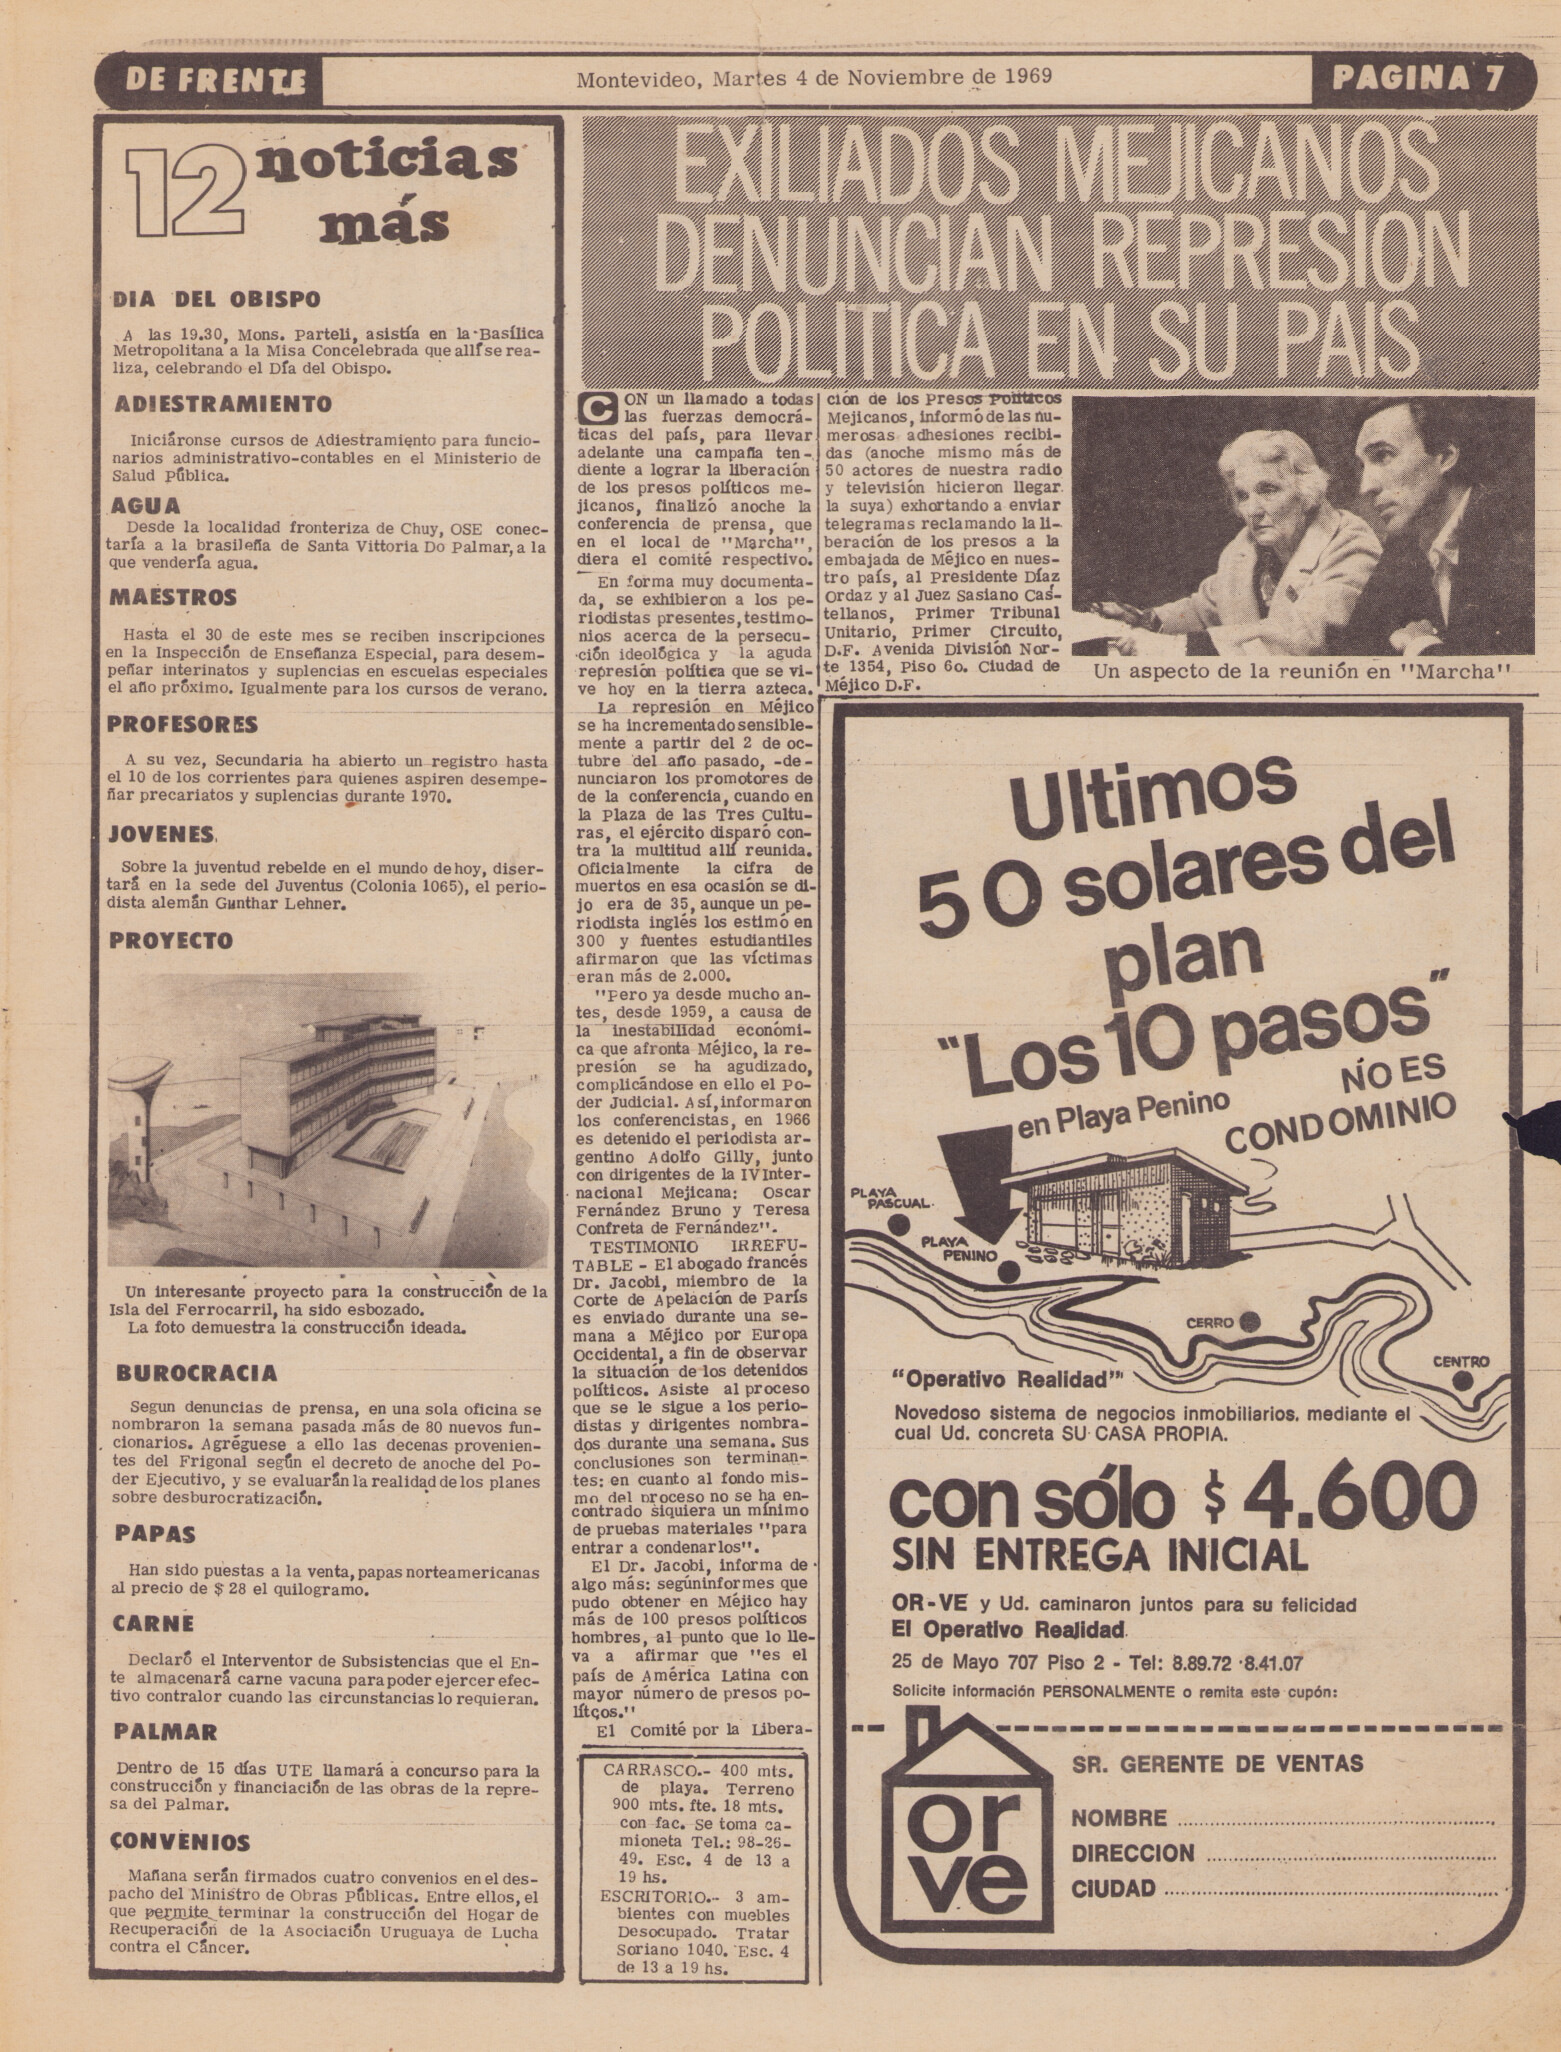 DE FRENTE
Montevideo, Martes 4 de Noviembre de 1969
PAGINA 7
12 noticias
más
DIA DEL OBISPO
A las 19.30, Mons. Parteli, asistía en la Basílica
Metropolitana a la Misa Concelebrada que allí se rea-
liza, celebrando el Día del Obispo.
ADIESTRAMIENTO
Iniciáronse cursos de Adiestramiento para funcio-
narios administrativo-contables en el Ministerio de
Salud Pública.
AGUA
Desde la localidad fronteriza de Chuy, OSE conec-
taría a la brasileña de Santa Vittoria Do Palmar, a la
que vendería agua.
MAESTROS
Hasta el 30 de este mes se reciben inscripciones
en la Inspección de Enseñanza Especial, para desem-
peñar interinatos y suplencias en escuelas especiales
el año próximo. Igualmente para los cursos de verano.
PROFESORES
A su vez, Secundaria ha abierto un registro hasta
el 10 de los corrientes para quienes aspiren desempe-
ñar precariatos y suplencias durante 1970.
JOVENES
Sobre la juventud rebelde en el mundo de hoy, diser-
tará en la sede del Juventus (Colonia 1065), el perio-
dista alemán Gunthar Lehner.
PROYECTO
Un interesante proyecto para la construcción de la
Isla del Ferrocarril, ha sido esbozado.
La foto demuestra la construcción ideada.
BUROCRACIA
Segun denuncias de prensa, en una sola oficina se
nombraron la semana pasada más de 80 nuevos fun-
cionarios. Agréguese a ello las decenas provenien-
tes del Frigonal según el decreto de anoche del Po-
der Ejecutivo, y se evaluarán la realidad de los planes
sobre desburocratización.
PAPAS
Han sido puestas a la venta, papas norteamericanas
al precio de $ 28 el quilogramo.
CARNE
Declaró el Interventor de Subsistencias que el En-
te almacenará carne vacuna para poder ejercer efec-
tivo contralor cuando las circunstancias lo requieran.
PALMAR
Dentro de 15 días UTE llamará a concurso para la
construcción y financiación de las obras de la repre-
sa del Palmar.
CONVENIOS
Mañana serán firmados cuatro convenios en el des-
pacho del Ministro de Obras Públicas. Entre ellos, el
que permite terminar la construcción del Hogar de
Recuperación de la Asociación Uruguaya de Lucha
contra el Cáncer.
EXILIADOS MEJICANOS
DENUNCIAN REPRESION
POLITICA EN SU PAIS
CON un llamado a todas
las fuerzas democrá-
ticas del país, para llevar
adelante una campaña ten-
diente a lograr la liberación
de los presos políticos me-
jicanos, finalizó anoche la
conferencia de prensa, que
en el local de "Marcha",
diera el comité respectivo.
En forma muy documenta-
da, se exhibieron a los pe-
riodistas presentes, testimo-
nios acerca de la persecu-
ción ideológica y la aguda
represión política que se vi-
ve hoy en la tierra azteca.
La represión en Méjico
se ha incrementado sensible-
mente a partir del 2 de oc-
tubre del año pasado, -de-
nunciaron los promotores de
de la conferencia, cuando en
la Plaza de las Tres Cultu-
ras, el ejército disparó con-
tra la multitud allí reunida.
Oficialmente la cifra de
muertos en esa ocasión se di-
jo era de 35, aunque un pe-
riodista inglés los estimó en
300 y fuentes estudiantiles
afirmaron que las víctimas
eran más de 2.000.
"Pero ya desde mucho an-
tes, desde 1959, a causa de
la inestabilidad económi-
ca que afronta Méjico, la re-
presión se ha agudizado,
complicándose en ello el Po-
der Judicial. Así, informaron
los conferencistas, en 1966
es detenido el periodista ar-
gentino Adolfo Gilly, junto
con dirigentes de la IV Inter-
nacional Mejicana: Oscar
Fernández Bruno y Teresa
Confreta de Fernández".
TESTIMONIO IRREFU-
TABLE - El abogado francés
Dr. Jacobi, miembro de la
Corte de Apelación de París
es enviado durante una se-
mana a Méjico por Europa
Occidental, a fin de observar
la situación de los detenidos
políticos. Asiste al proceso
que se le sigue a los perio-
distas y dirigentes nombra-
dos durante una semana. Sus
conclusiones son terminan-
tes: en cuanto al fondo mis-
mo del proceso no se ha en-
contrado siquiera un mínimo
de pruebas materiales "para
entrar a condenarlos".
El Dr. Jacobi, informa de
algo más: según informes que
pudo obtener en Méjico hay
más de 100 presos políticos
hombres, al punto que lo lle-
va a afirmar que "es el
país de América Latina con
mayor número de presos po-
lítços."
El Comité por la Libera-
ción de los Presos Políticos
Mejicanos, informó de las nu-
merosas adhesiones recibi-
das (anoche mismo más de
50 actores de nuestra radio
y televisión hicieron llegar
la suya) exhortando a enviar
telegramas reclamando la li-
beración de los presos a la
embajada de Méjico en nues-
tro país, al Presidente Díaz
Ordaz y al Juez Sasiano Cas-
tellanos, Primer Tribunal
Unitario, Primer Circuito,
D.F. Avenida División Nor-
te 1354, Piso 6o. Ciudad de
Méjico D.F.
Un aspecto de la reunión en "Marcha"
CARRASCO.- 400 mts.
de playa. Terreno
900 mts. fte. 18 mts.
con fac. Se toma ca-
mioneta Tel.: 98-26-
49. Esc. 4 de 13 a
19 hs.
ESCRITORIO.- 3 am-
bientes con muebles
Desocupado. Tratar
Soriano 1040. Esc. 4
de 13 a 19 hs.
Ultimos
50 solares del
plan
"Los 10 pasos"
en Playa Penino
NO ES
CONDOMINIO
PLAYA
PASCUAL
PLAYA
PENINO
CERRO
CENTRO
"Operativo Realidad"
Novedoso sistema de negocios inmobiliarios, mediante el
cual Ud. concreta SU CASA PROPIA.
con sólo $ 4.600
SIN ENTREGA INICIAL
OR-VE y Ud. caminaron juntos para su felicidad
El Operativo Realidad
25 de Mayo 707 Piso 2 - Tel: 8.89.72 - 8.41.07
Solicite información PERSONALMENTE o remita este cupón:
or
ve
SR. GERENTE DE VENTAS
NOMBRE
DIRECCION
CIUDAD